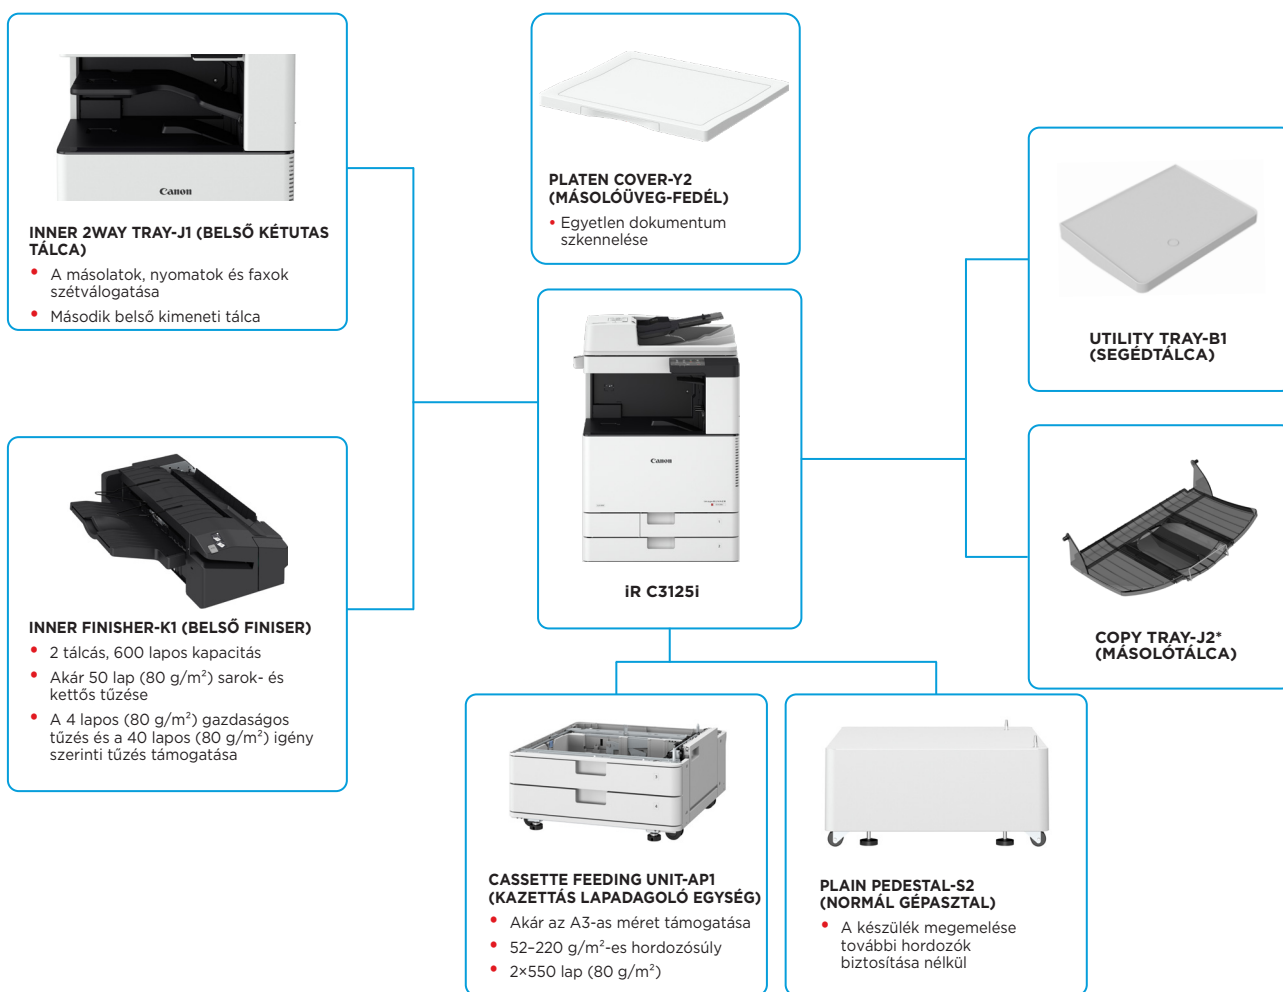 Canon
INNER 2WAY TRAY-J1 (BELSŐ KÉTUTAS
TÁLCA)
• A másolatok, nyomatok és faxok
szétválogatása
• Második belső kimeneti tálca
PLATEN COVER-Y2
(MÁSOLÓÜVEG-FEDÉL)
• Egyetlen dokumentum
szkennelése
UTILITY TRAY-B1
(SEGÉDTÁLCA)
Canon
iR C3125i
INNER FINISHER-K1 (BELSŐ FINISER)
• 2 tálcás, 600 lapos kapacitás
• Akár 50 lap (80 g/m²) sarok- és
kettős tűzése
• A 4 lapos (80 g/m²) gazdaságos
tűzés és a 40 lapos (80 g/m²) igény
szerinti tűzés támogatása
COPY TRAY-J2*
(MÁSOLÓTÁLCA)
CASSETTE FEEDING UNIT-AP1
(KAZETTÁS LAPADAGOLÓ EGYSÉG)
• Akár az A3-as méret támogatása
• 52–220 g/m²-es hordozósúly
• 2×550 lap (80 g/m²)
PLAIN PEDESTAL-S2
(NORMÁL GÉPASZTAL)
• A készülék megemelése
további hordozók
biztosítása nélkül